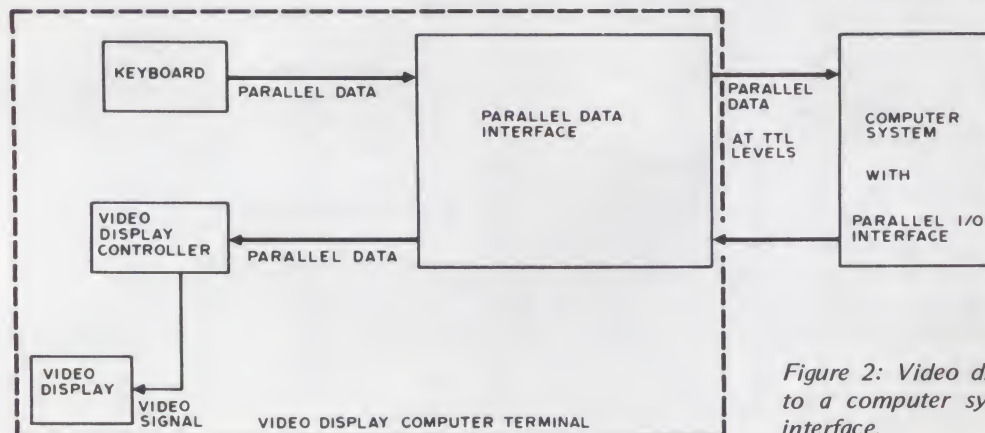 KEYBOARD
PARALLEL DATA
PARALLEL DATA
INTERFACE
PARALLEL
DATA
AT TTL
LEVELS
COMPUTER
SYSTEM
WITH
PARALLEL I/O
INTERFACE
VIDEO
DISPLAY
CONTROLLER
PARALLEL DATA
VIDEO
DISPLAY
VIDEO
SIGNAL
VIDEO DISPLAY COMPUTER TERMINAL
Figure 2: Video
to a computer
interface.